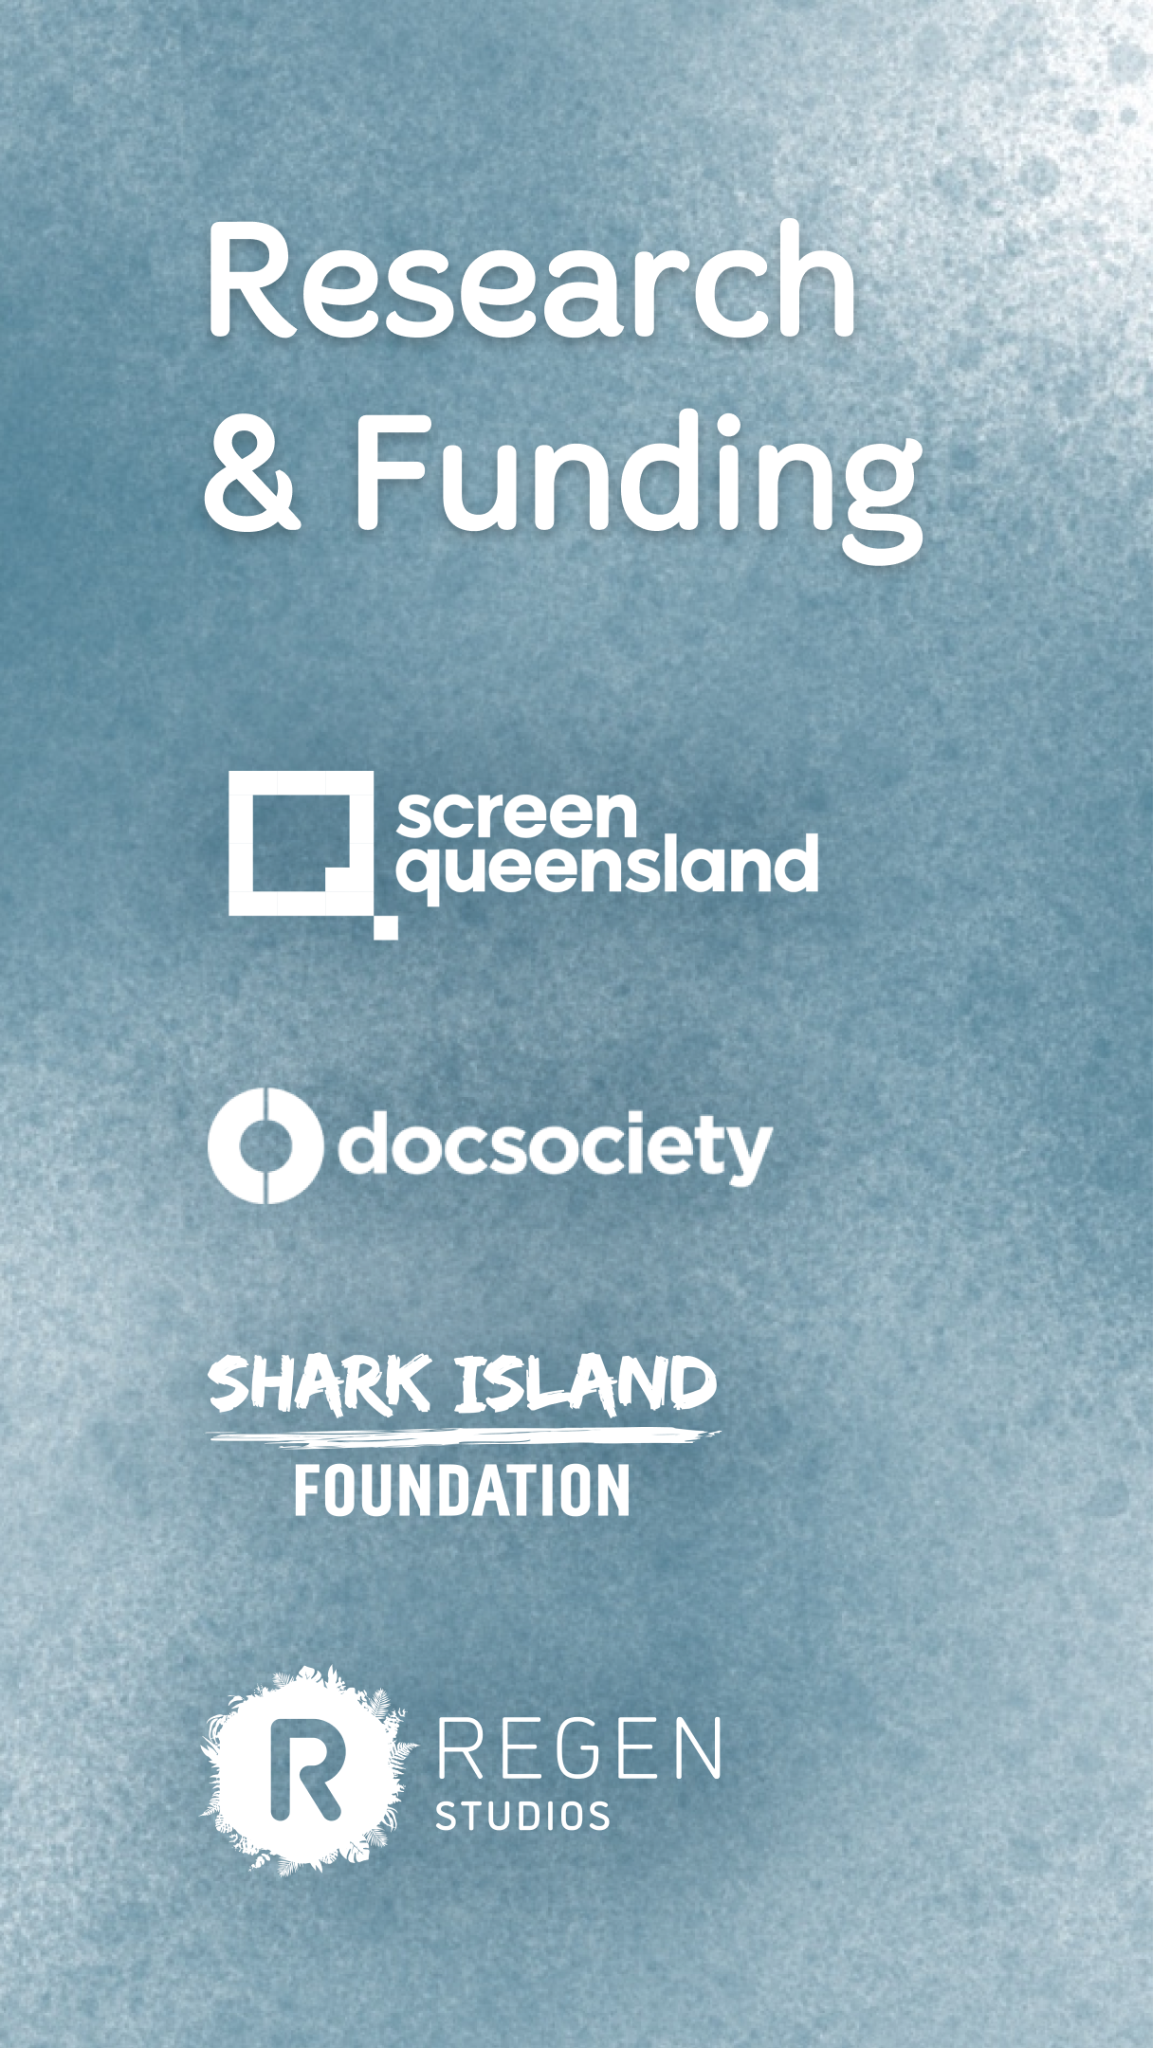 Research
& Funding
screen
queensland
docsociety
SHARK ISLAND
FOUNDATION
R
REGEN
STUDIOS